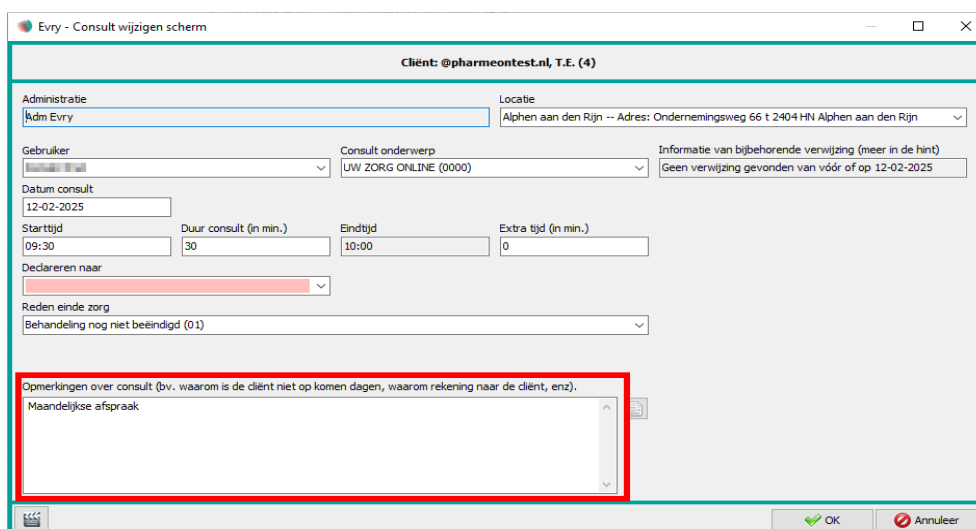 Evry - Consult wijzigen scherm
Cliënt: @pharmeontest.nl, T.E. (4)
Administratie
Locatie
Adm Evry
Alphen aan den Rijn -- Adres: Ondernemingsweg 66 t 2404 HN Alphen aan den Rijn
Gebruiker
Consult onderwerp
Informatie van bijbehorende verwijzing (meer in de hint)
UW ZORG ONLINE (0000)
Geen verwijzing gevonden van vóór of op 12-02-2025
Datum consult
12-02-2025
Starttijd
Duur consult (in min.)
Eindtijd
Extra tijd (in min.)
09:30
30
10:00
0
Declareren naar
Reden einde zorg
Behandeling nog niet beëindigd (01)
Opmerkingen over consult (bv. waarom is de cliënt niet op komen dagen, waarom rekening naar de cliënt, enz).
Maandelijkse afspraak
OK
Annuleer